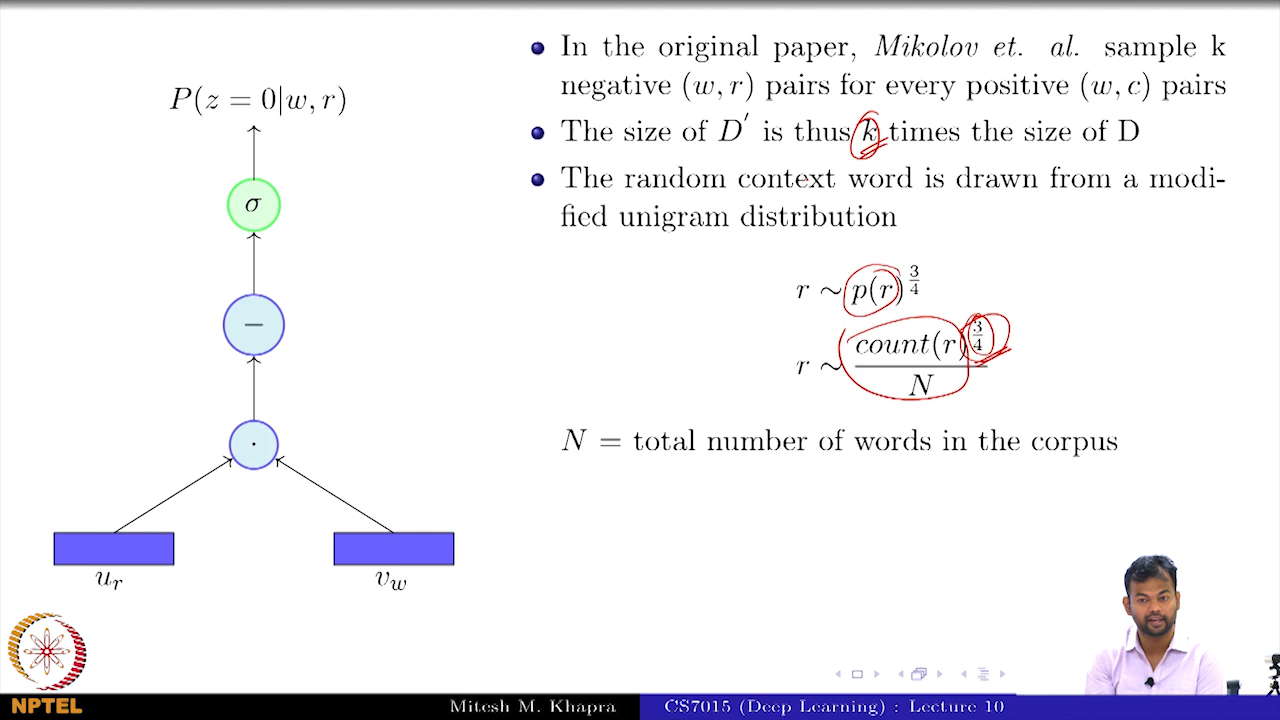 P(z = 0|w, r)
σ
−
·
u_r
v_w
• In the original paper, Mikolov et. al. sample k
negative (w, r) pairs for every positive (w, c) pairs
• The size of D′ is thus k times the size of D
• The random context word is drawn from a modi-
fied unigram distribution
r ∼ p(r)^{3/4}
r ∼ count(r)^{3/4} / N
N = total number of words in the corpus
NPTEL
Mitesh M. Khapra
CS7015 (Deep Learning) : Lecture 10